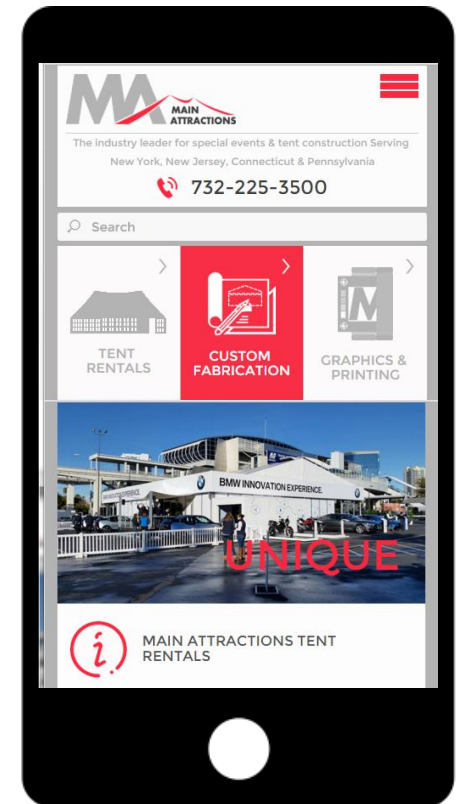 MA MAIN
ATTRACTIONS
The industry leader for special events & tent construction Serving
New York, New Jersey, Connecticut & Pennsylvania
732-225-3500
Search
TENT
RENTALS
CUSTOM
FABRICATION
M
GRAPHICS &
PRINTING
BMW INNOVATION EXPERIENCE.
UNIQUE
i
MAIN ATTRACTIONS TENT
RENTALS